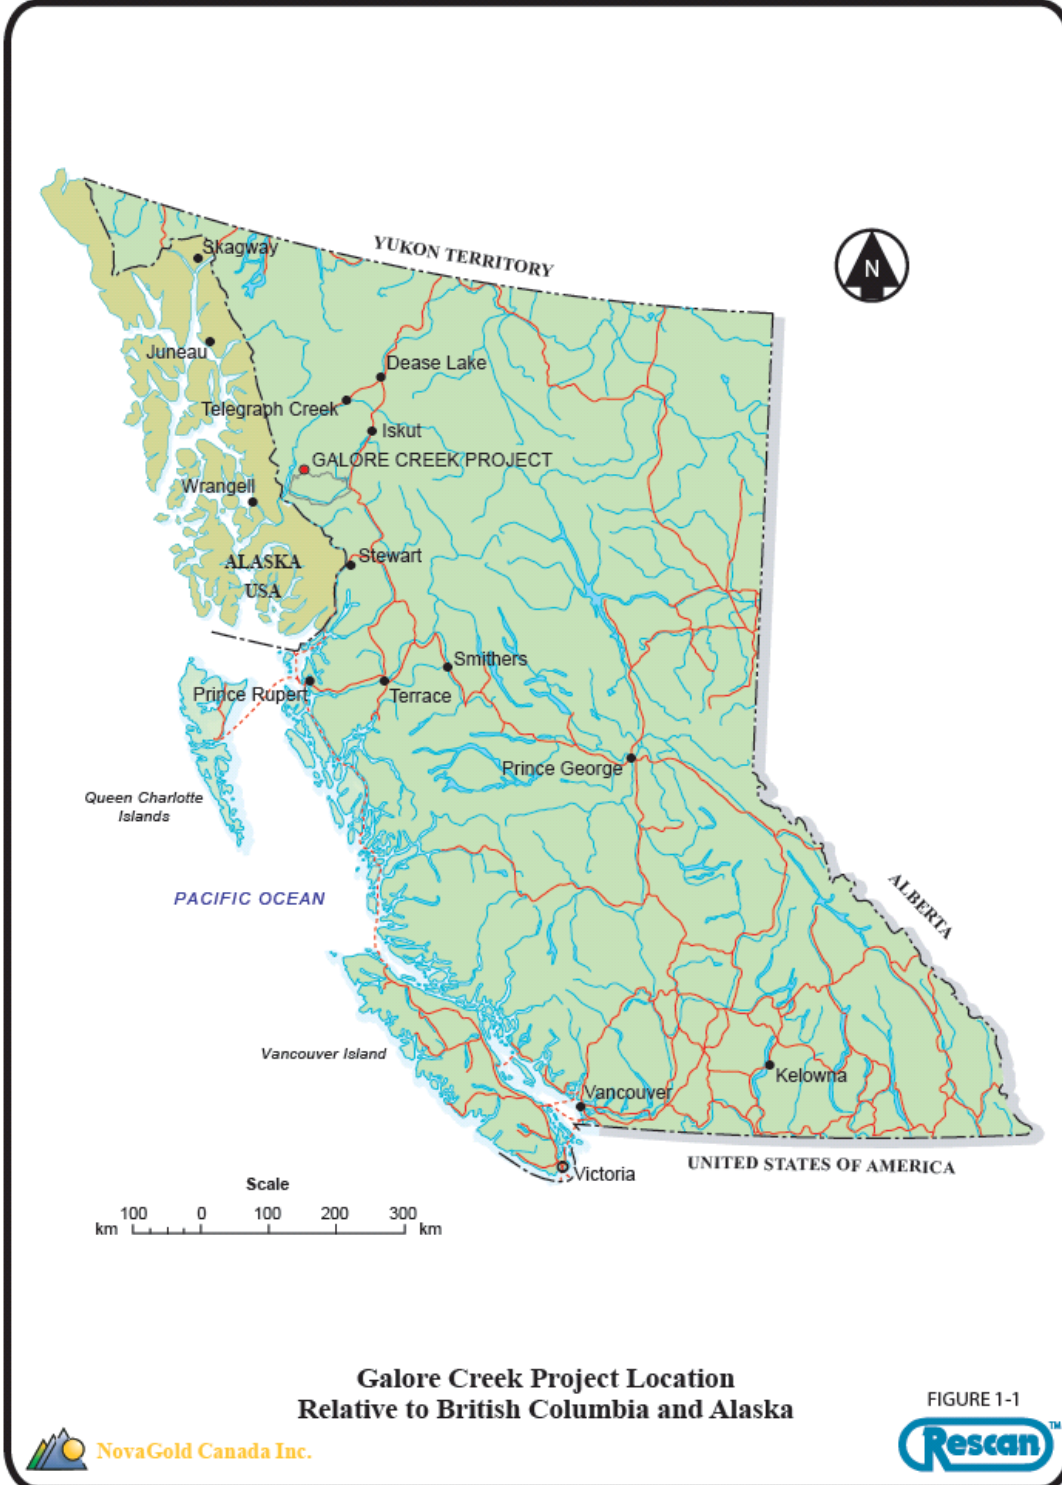 YUKON TERRITORY
Skagway
N
Juneau
Dease Lake
Telegraph Creek
Iskut
GALORE CREEK PROJECT
Wrangell
Stewart
ALASKA
USA
Smithers
Prince Rupert
Terrace
Prince George
Queen Charlotte
Islands
PACIFIC OCEAN
ALBERTA
Vancouver Island
Kelowna
Vancouver
UNITED STATES OF AMERICA
Victoria
Scale
100 0 100 200 300
km km
Galore Creek Project Location
Relative to British Columbia and Alaska
FIGURE 1-1
NovaGold Canada Inc.
Rescan™